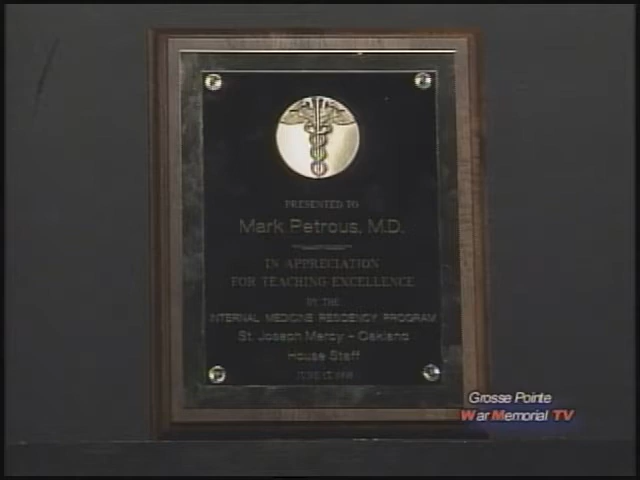 PRESENTED TO
Mark Petrous, M.D.
IN APPRECIATION
FOR TEACHING EXCELLENCE
BY THE
INTERNAL MEDICINE RESIDENCY PROGRAM
St. Joseph Mercy - Oakland
House Staff
Grosse Pointe
War Memorial TV